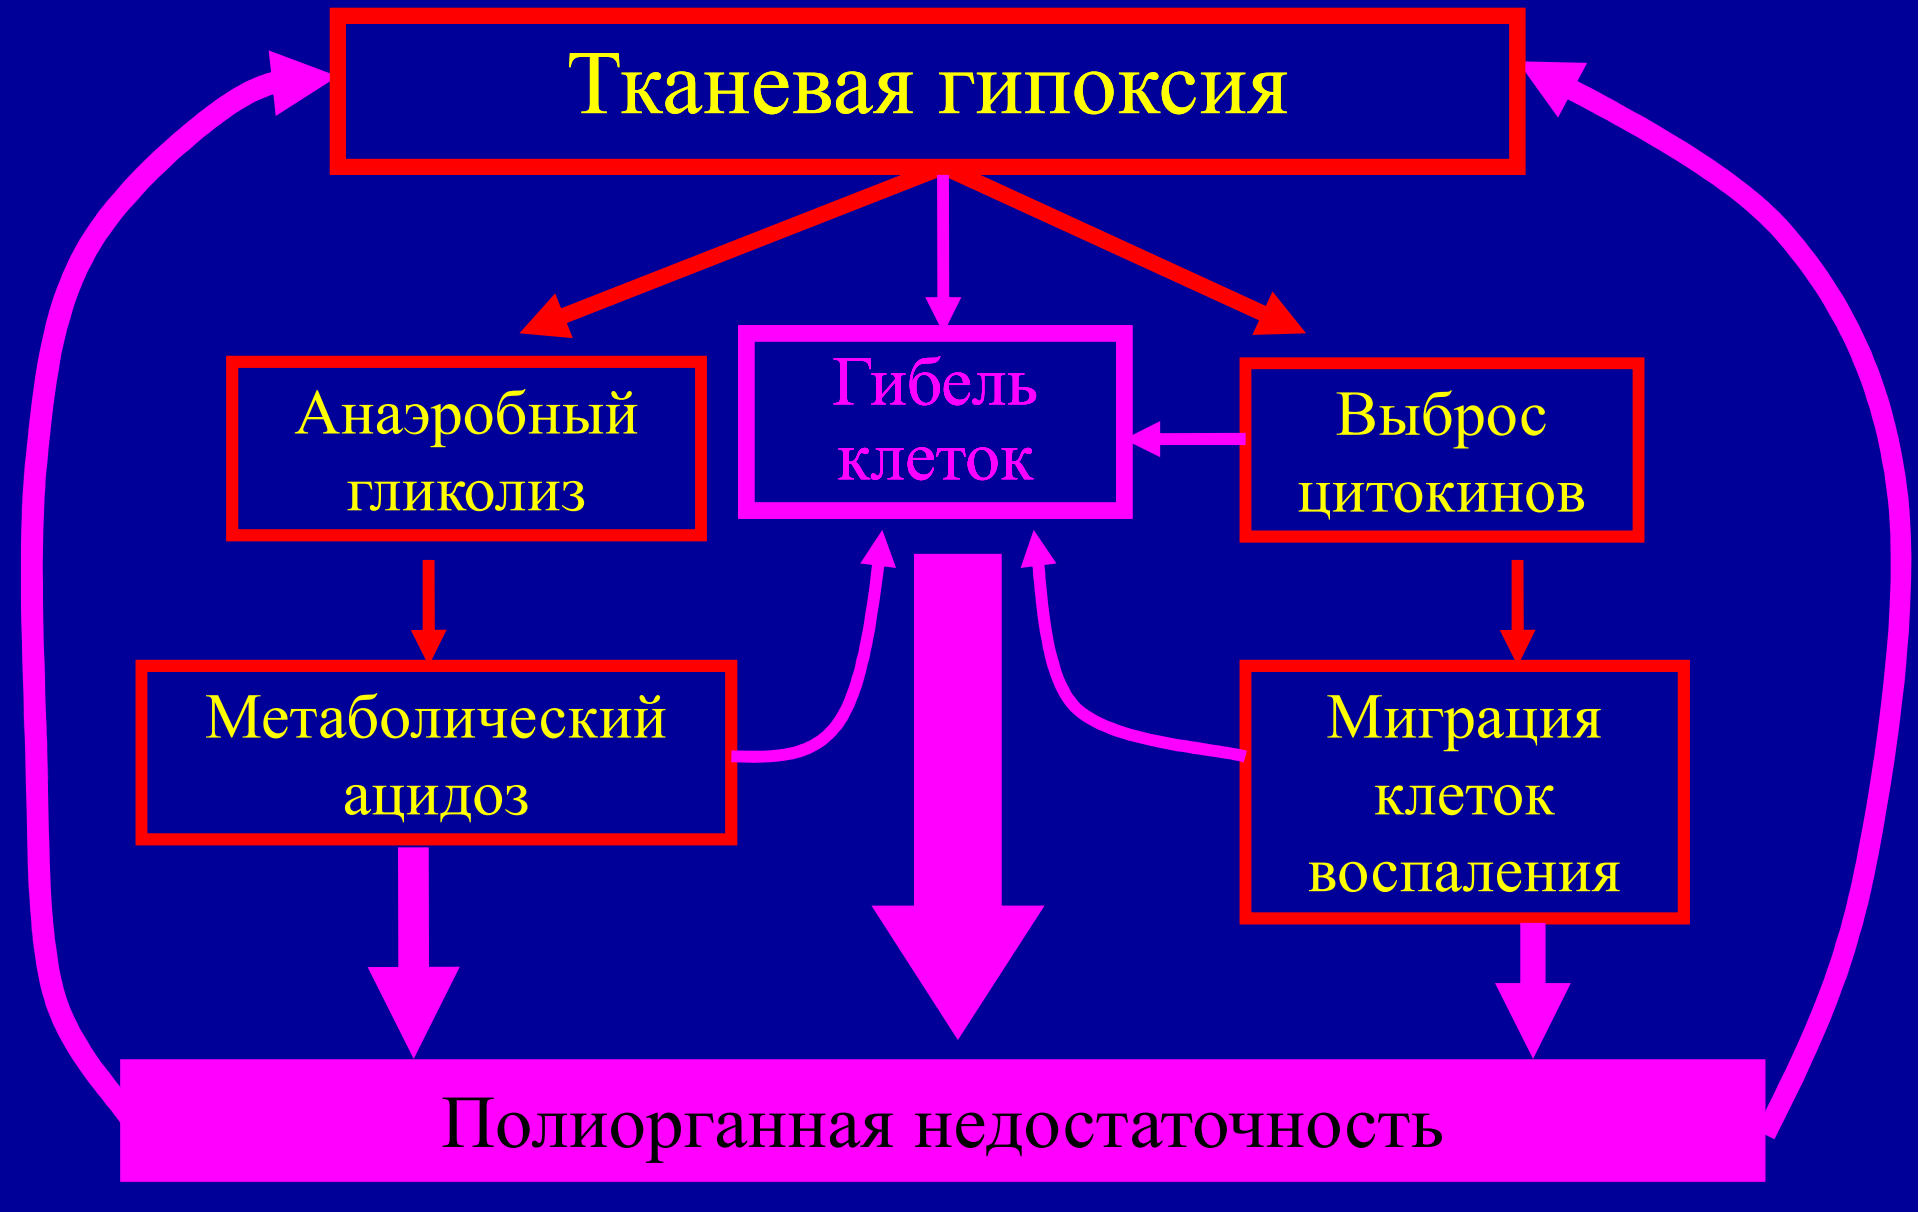 Тканевая гипоксия
Анаэробный
гликолиз
Гибель
клеток
Выброс
цитокинов
Метаболический
ацидоз
Миграция
клеток
воспаления
Полиорганная недостаточность